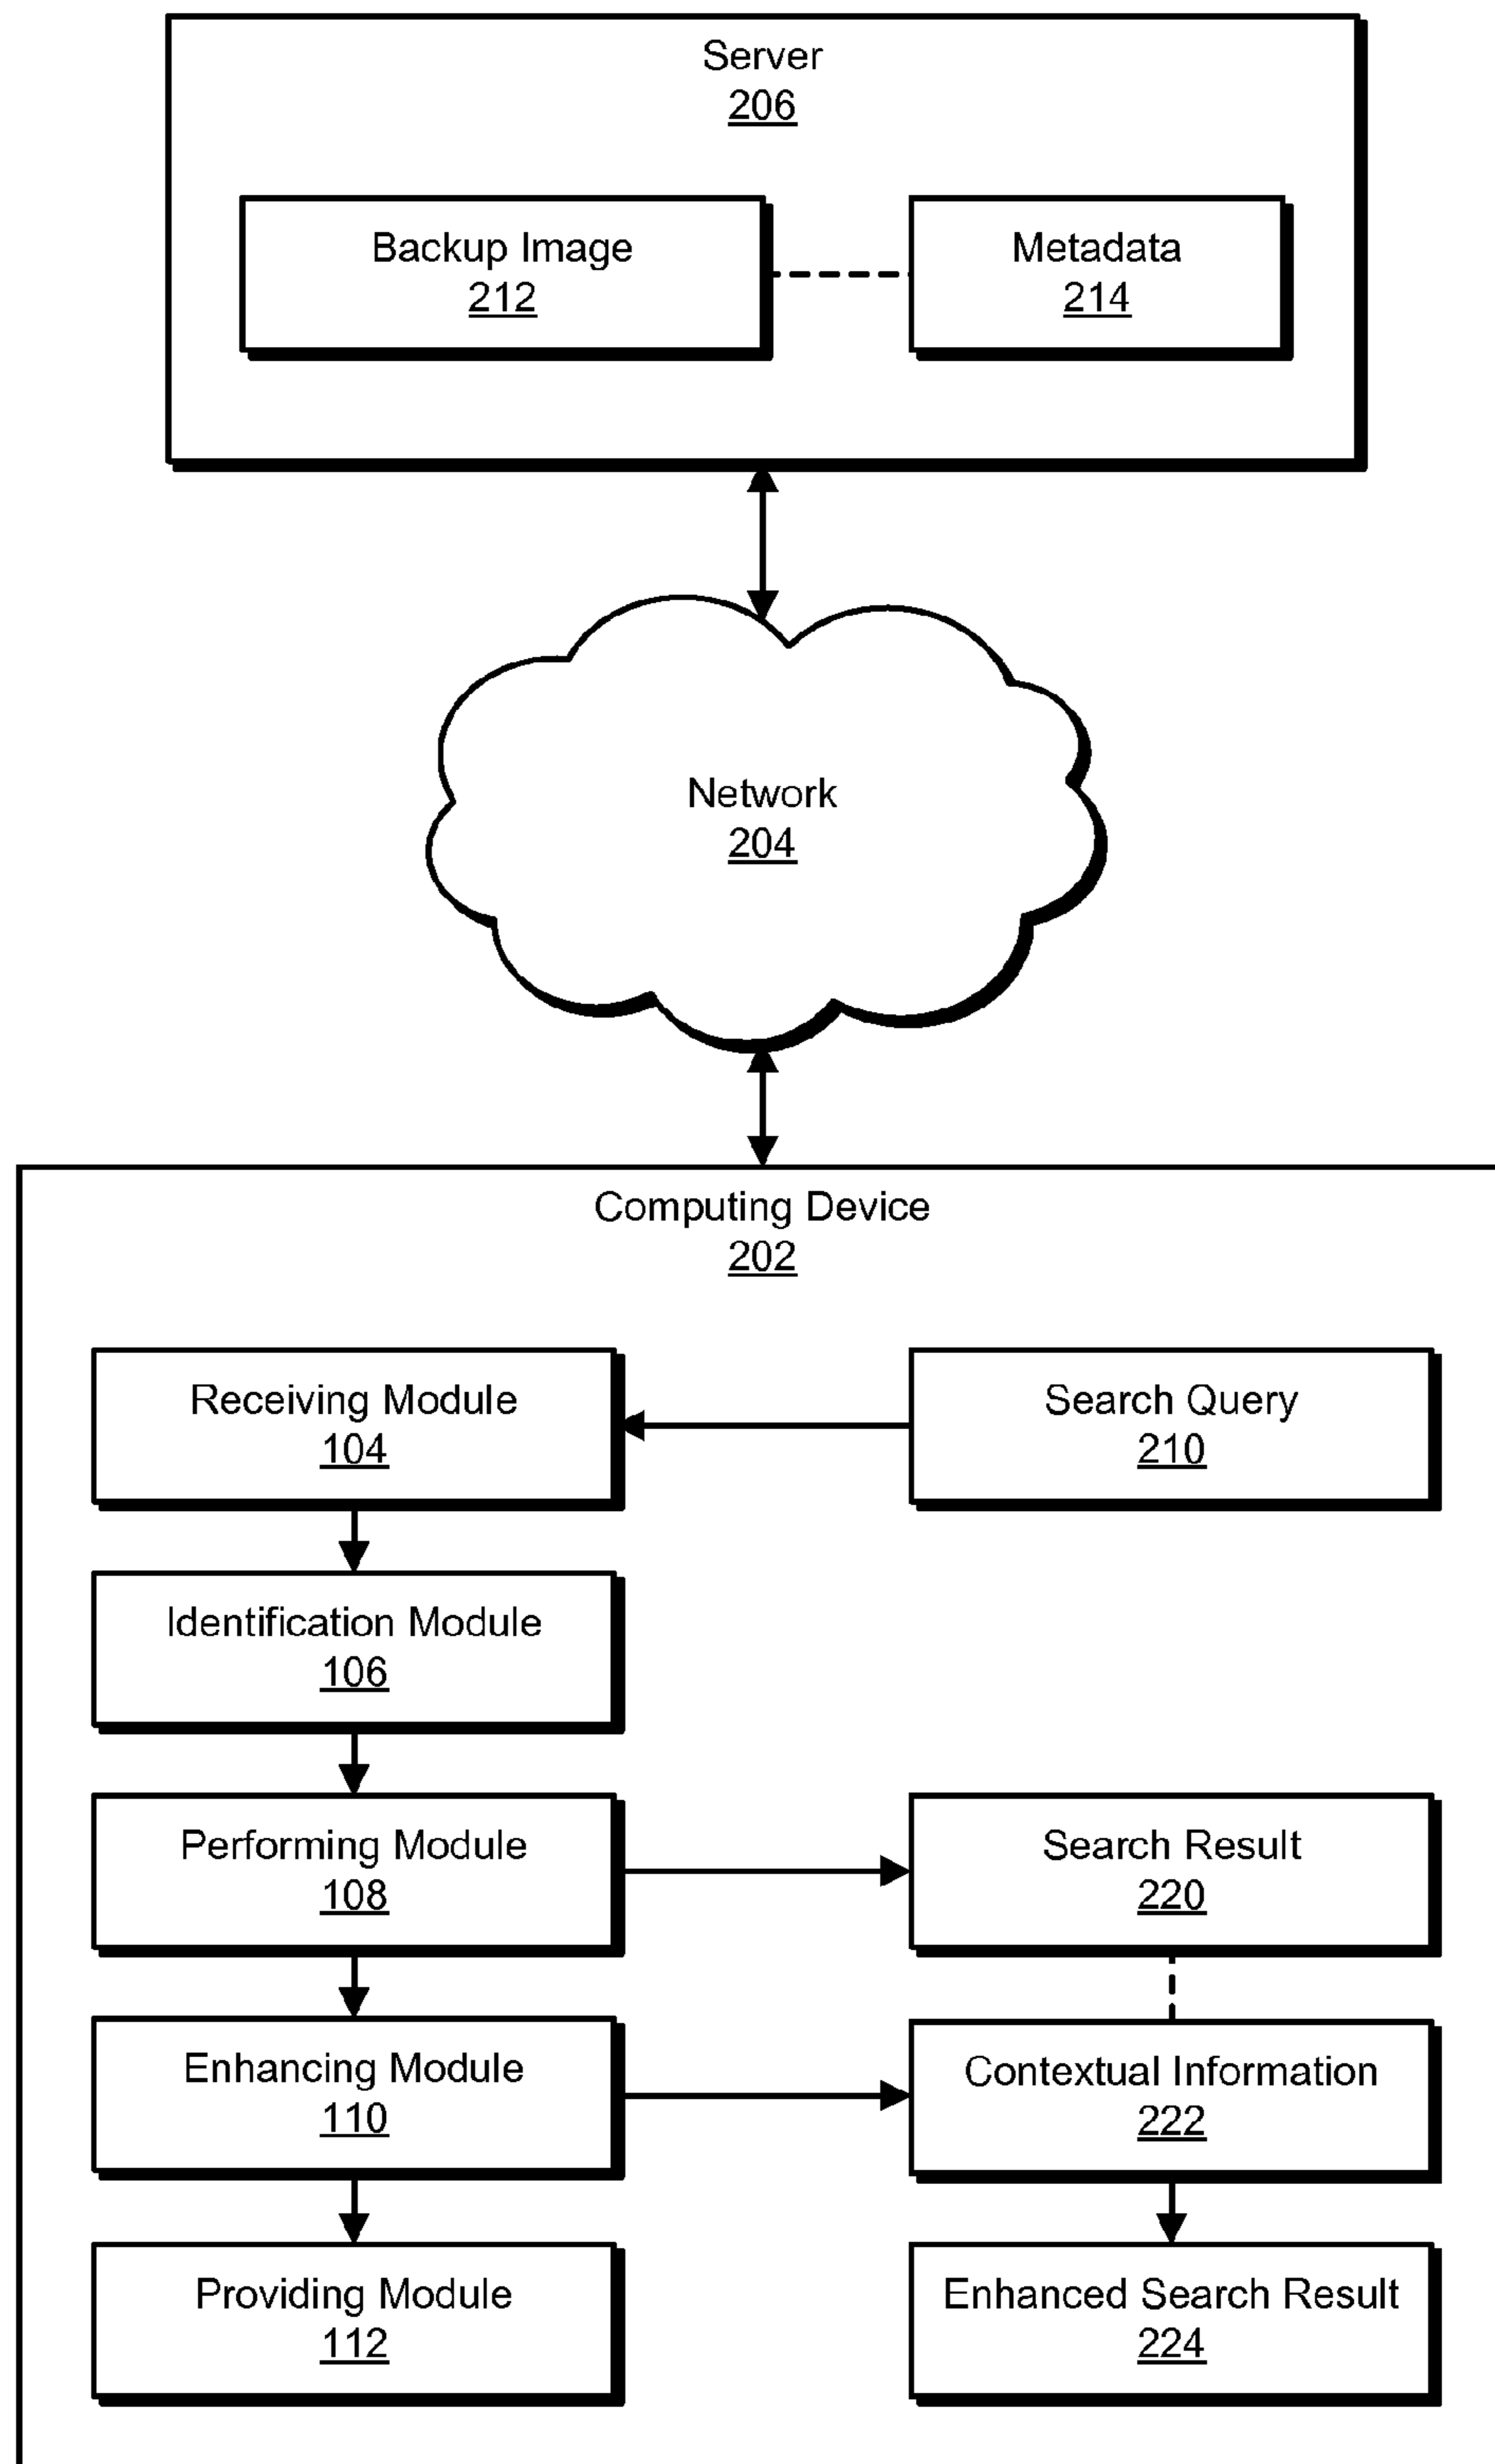 Server
206
Backup Image
212
Metadata
214
Network
204
Computing Device
202
Receiving Module
104
Search Query
210
Identification Module
106
Performing Module
108
Search Result
220
Enhancing Module
110
Contextual Information
222
Providing Module
112
Enhanced Search Result
224